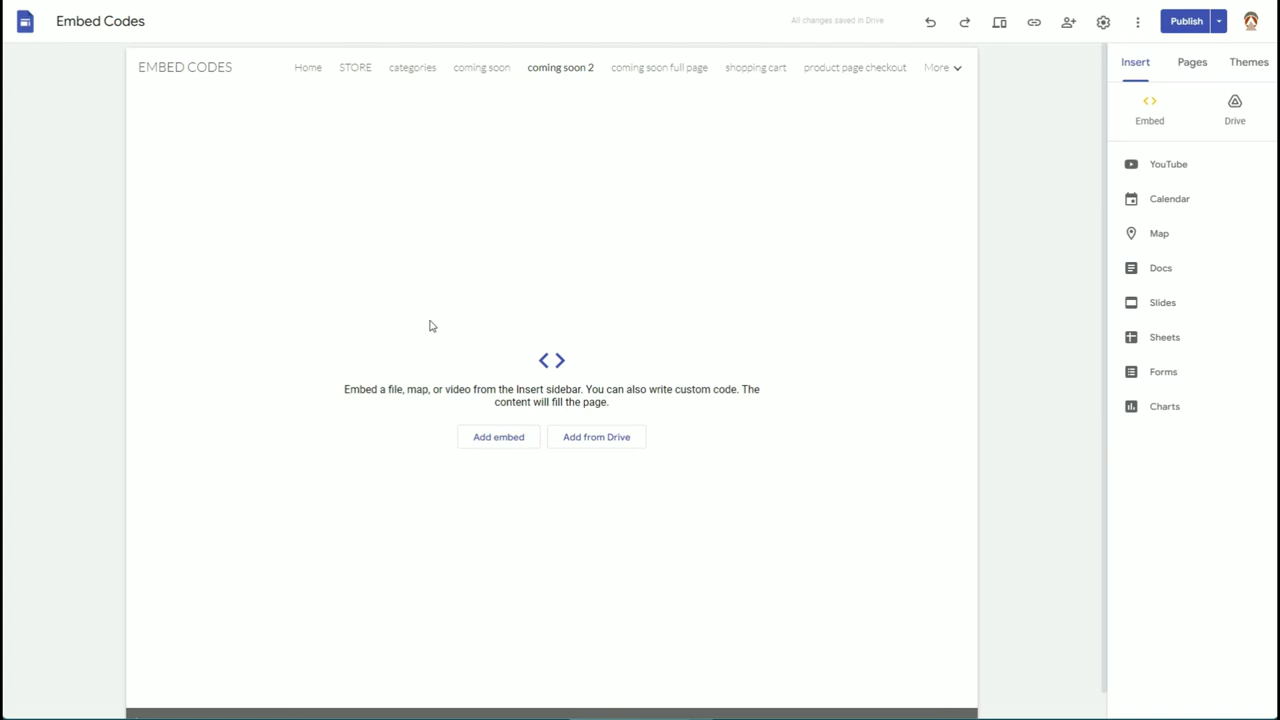 Embed Codes
All changes saved in Drive
Publish
EMBED CODES
Home
STORE
categories
coming soon
coming soon 2
coming soon full page
shopping cart
product page checkout
More
Insert
Pages
Themes
Embed
Drive
YouTube
Calendar
Map
Docs
Slides
Sheets
Forms
Charts
Embed a file, map, or video from the Insert sidebar. You can also write custom code. The
content will fill the page.
Add embed
Add from Drive